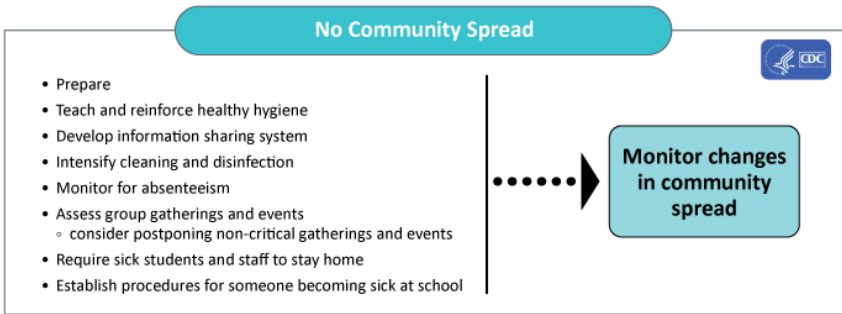 No Community Spread
CDC
• Prepare
• Teach and reinforce healthy hygiene
• Develop information sharing system
• Intensify cleaning and disinfection
• Monitor for absenteeism
• Assess group gatherings and events
◦ consider postponing non-critical gatherings and events
• Require sick students and staff to stay home
• Establish procedures for someone becoming sick at school
Monitor changes
in community
spread